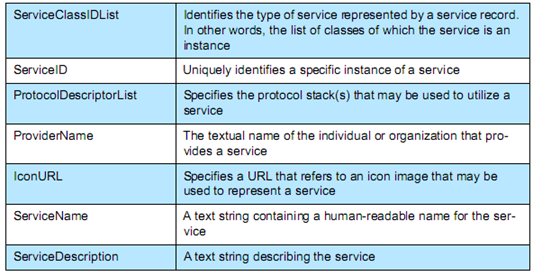 ServiceClassIDList
Identifies the type of service represented by a service record.
In other words, the list of classes of which the service is an
instance
ServiceID
Uniquely identifies a specific instance of a service
ProtocolDescriptorList
Specifies the protocol stack(s) that may be used to utilize a
service
ProviderName
The textual name of the individual or organization that pro-
vides a service
IconURL
Specifies a URL that refers to an icon image that may be
used to represent a service
ServiceName
A text string containing a human-readable name for the ser-
vice
ServiceDescription
A text string describing the service